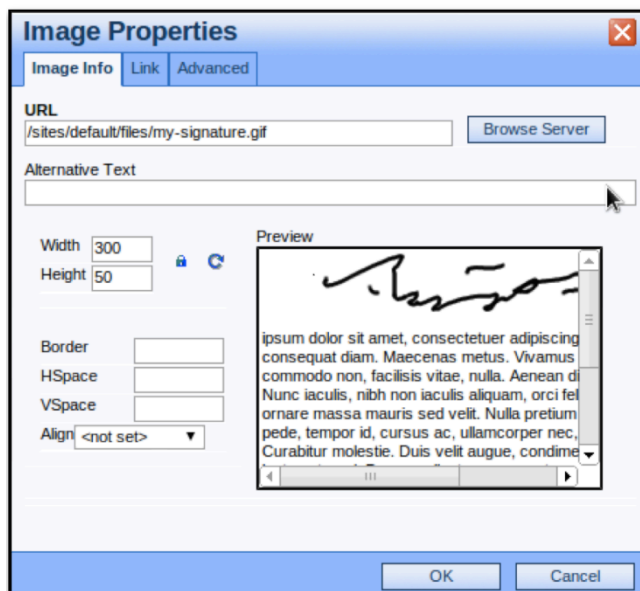 Image Properties
Image Info Link Advanced
URL
/sites/default/files/my-signature.gif Browse Server
Alternative Text
Width 300
Height 50
Preview
ipsum dolor sit amet, consectetuer adipiscing
consequat diam. Maecenas metus. Vivamus
commodo non, facilisis vitae, nulla. Aenean di
Nunc iaculis, nibh non iaculis aliquam, orci fel
ornare massa mauris sed velit. Nulla pretium
pede, tempor id, cursus ac, ullamcorper nec,
Curabitur molestie. Duis velit augue, condime
Border
HSpace
VSpace
Align <not set>
OK Cancel